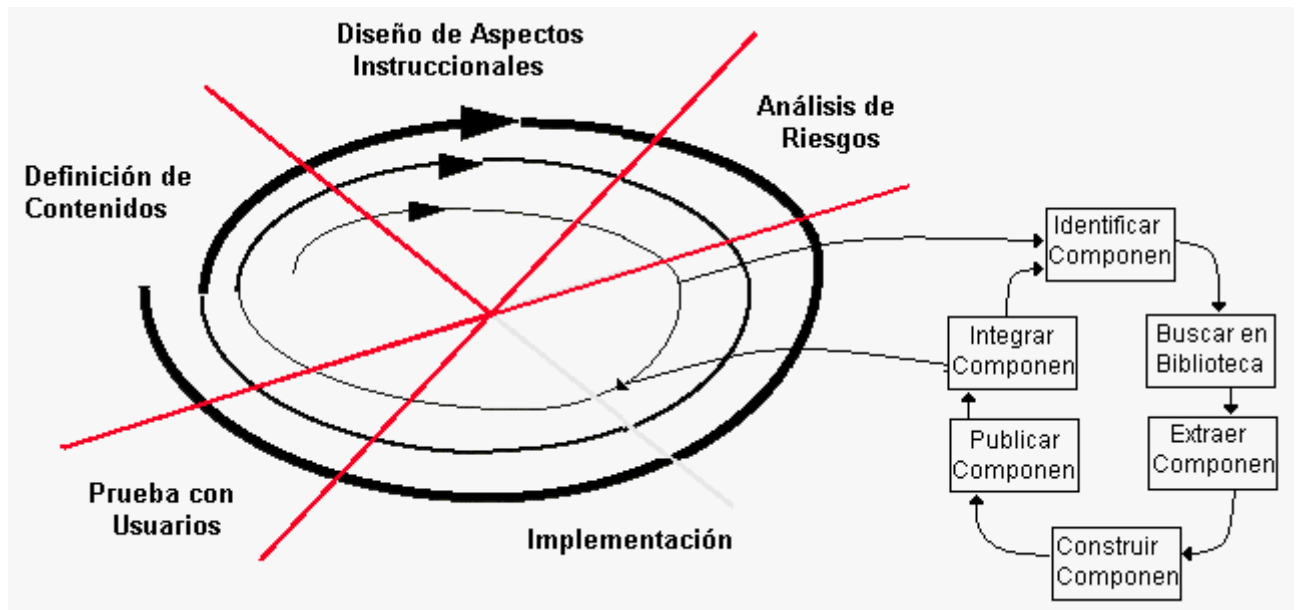 Diseño de Aspectos
Instruccionales
Análisis de
Riesgos
Definición de
Contenidos
Prueba con
Usuarios
Implementación
Identificar
Componen
Buscar en
Biblioteca
Extraer
Componen
Construir
Componen
Publicar
Componen
Integrar
Componen